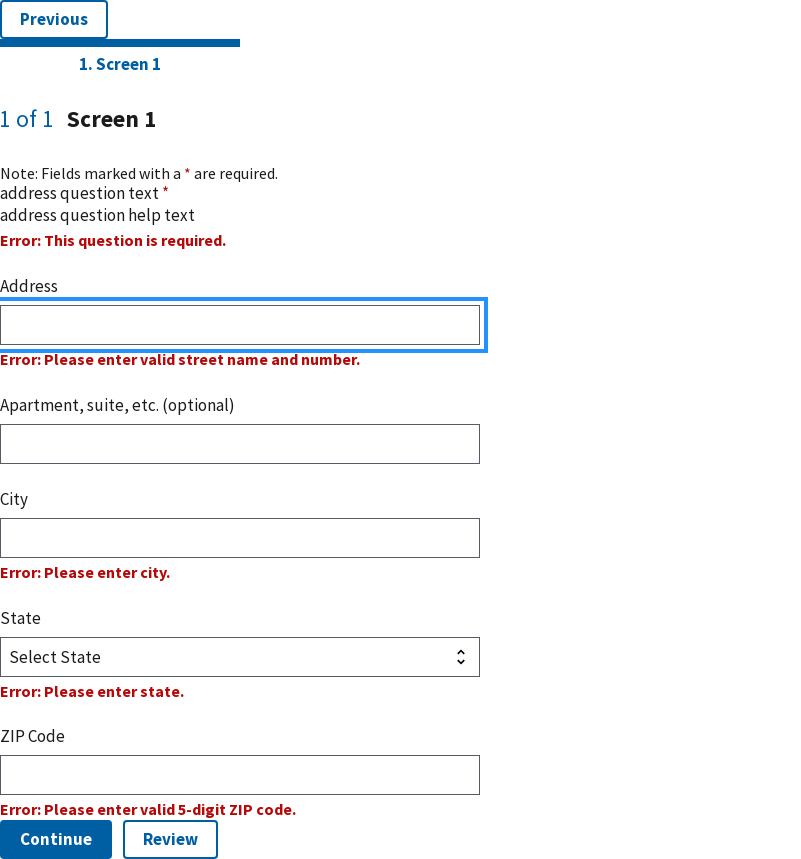 Previous
1. Screen 1
1 of 1 Screen 1
Note: Fields marked with a * are required.
address question text *
address question help text
Error: This question is required.
Address
Error: Please enter valid street name and number.
Apartment, suite, etc. (optional)
City
Error: Please enter city.
State
Select State
Error: Please enter state.
ZIP Code
Error: Please enter valid 5-digit ZIP code.
Continue Review